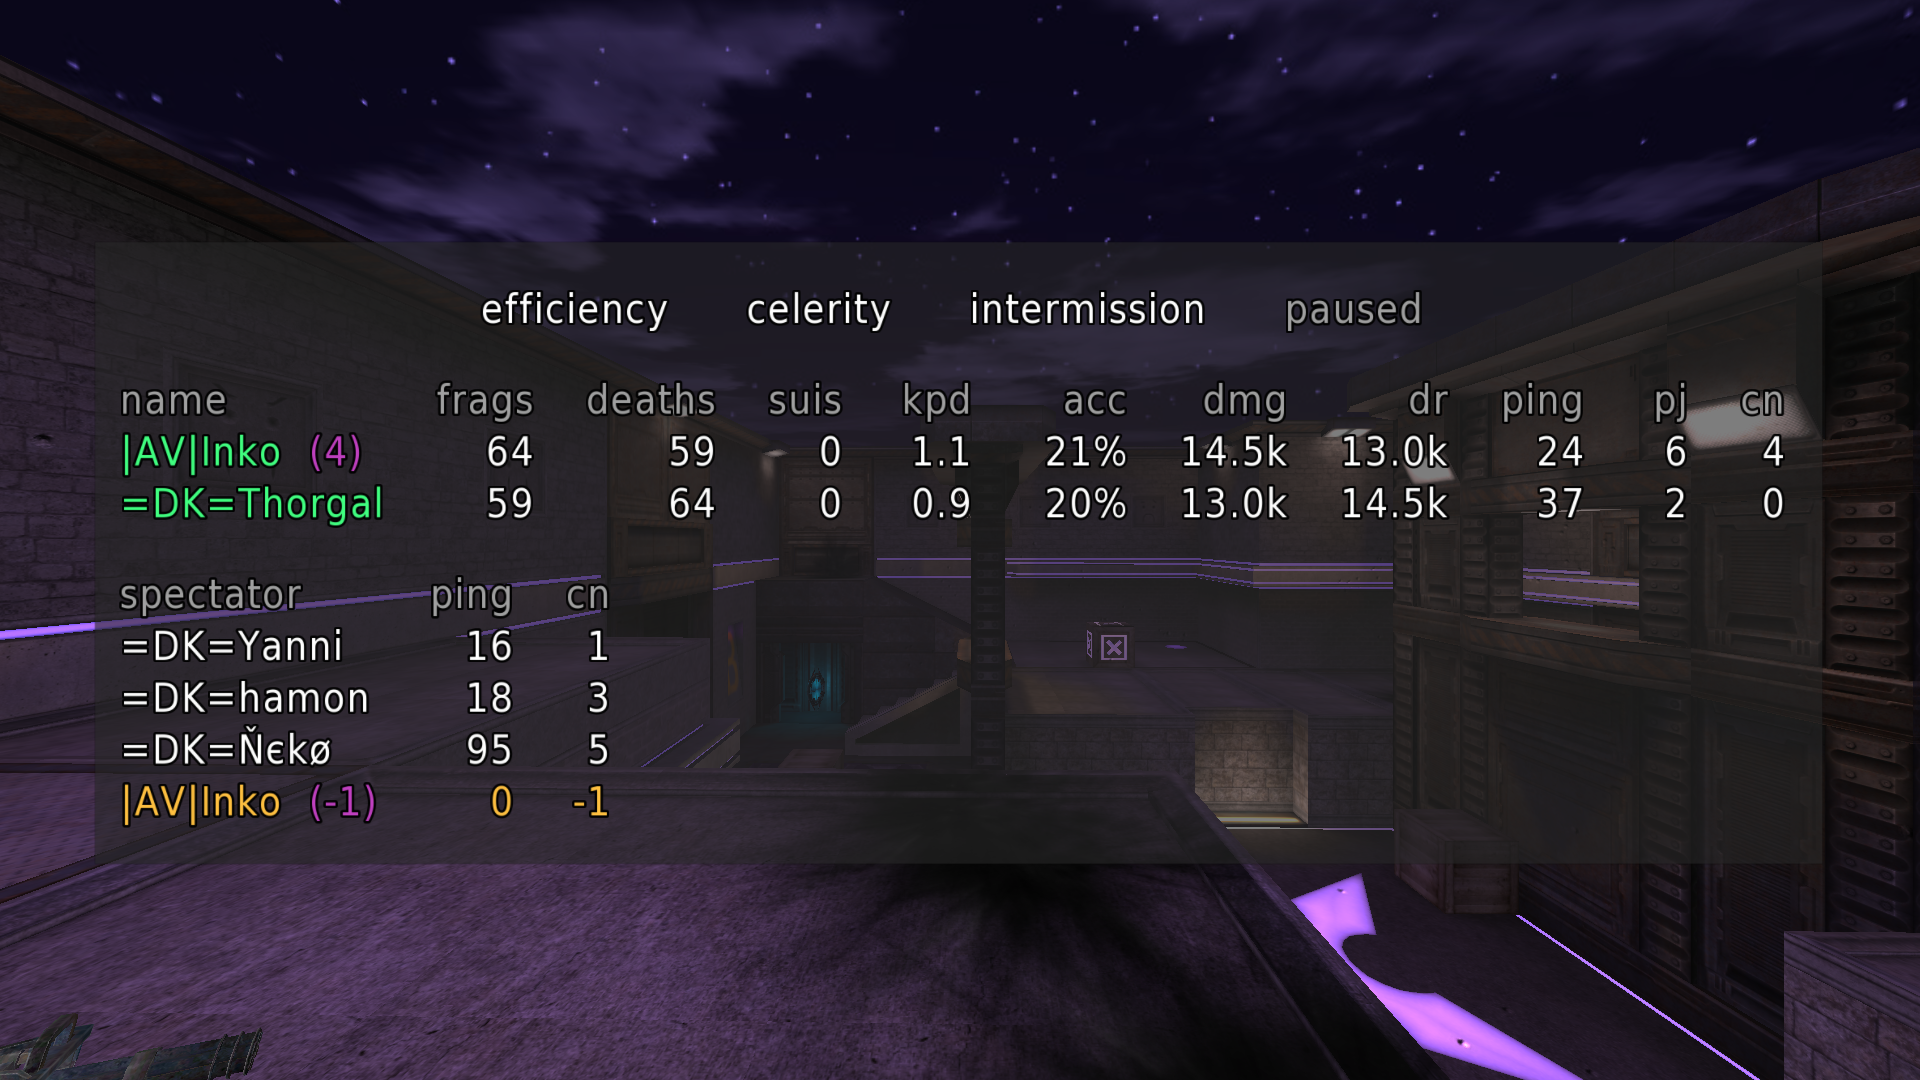 efficiency celerity intermission paused
name frags deaths suis kpd acc dmg dr ping pj cn
|AV|Inko (4) 64 59 0 1.1 21% 14.5k 13.0k 24 6 4
=DK=Thorgal 59 64 0 0.9 20% 13.0k 14.5k 37 2 0
spectator ping cn
=DK=Yanni 16 1
=DK=hamon 18 3
=DK=Ňєkø 95 5
|AV|Inko (-1) 0 -1